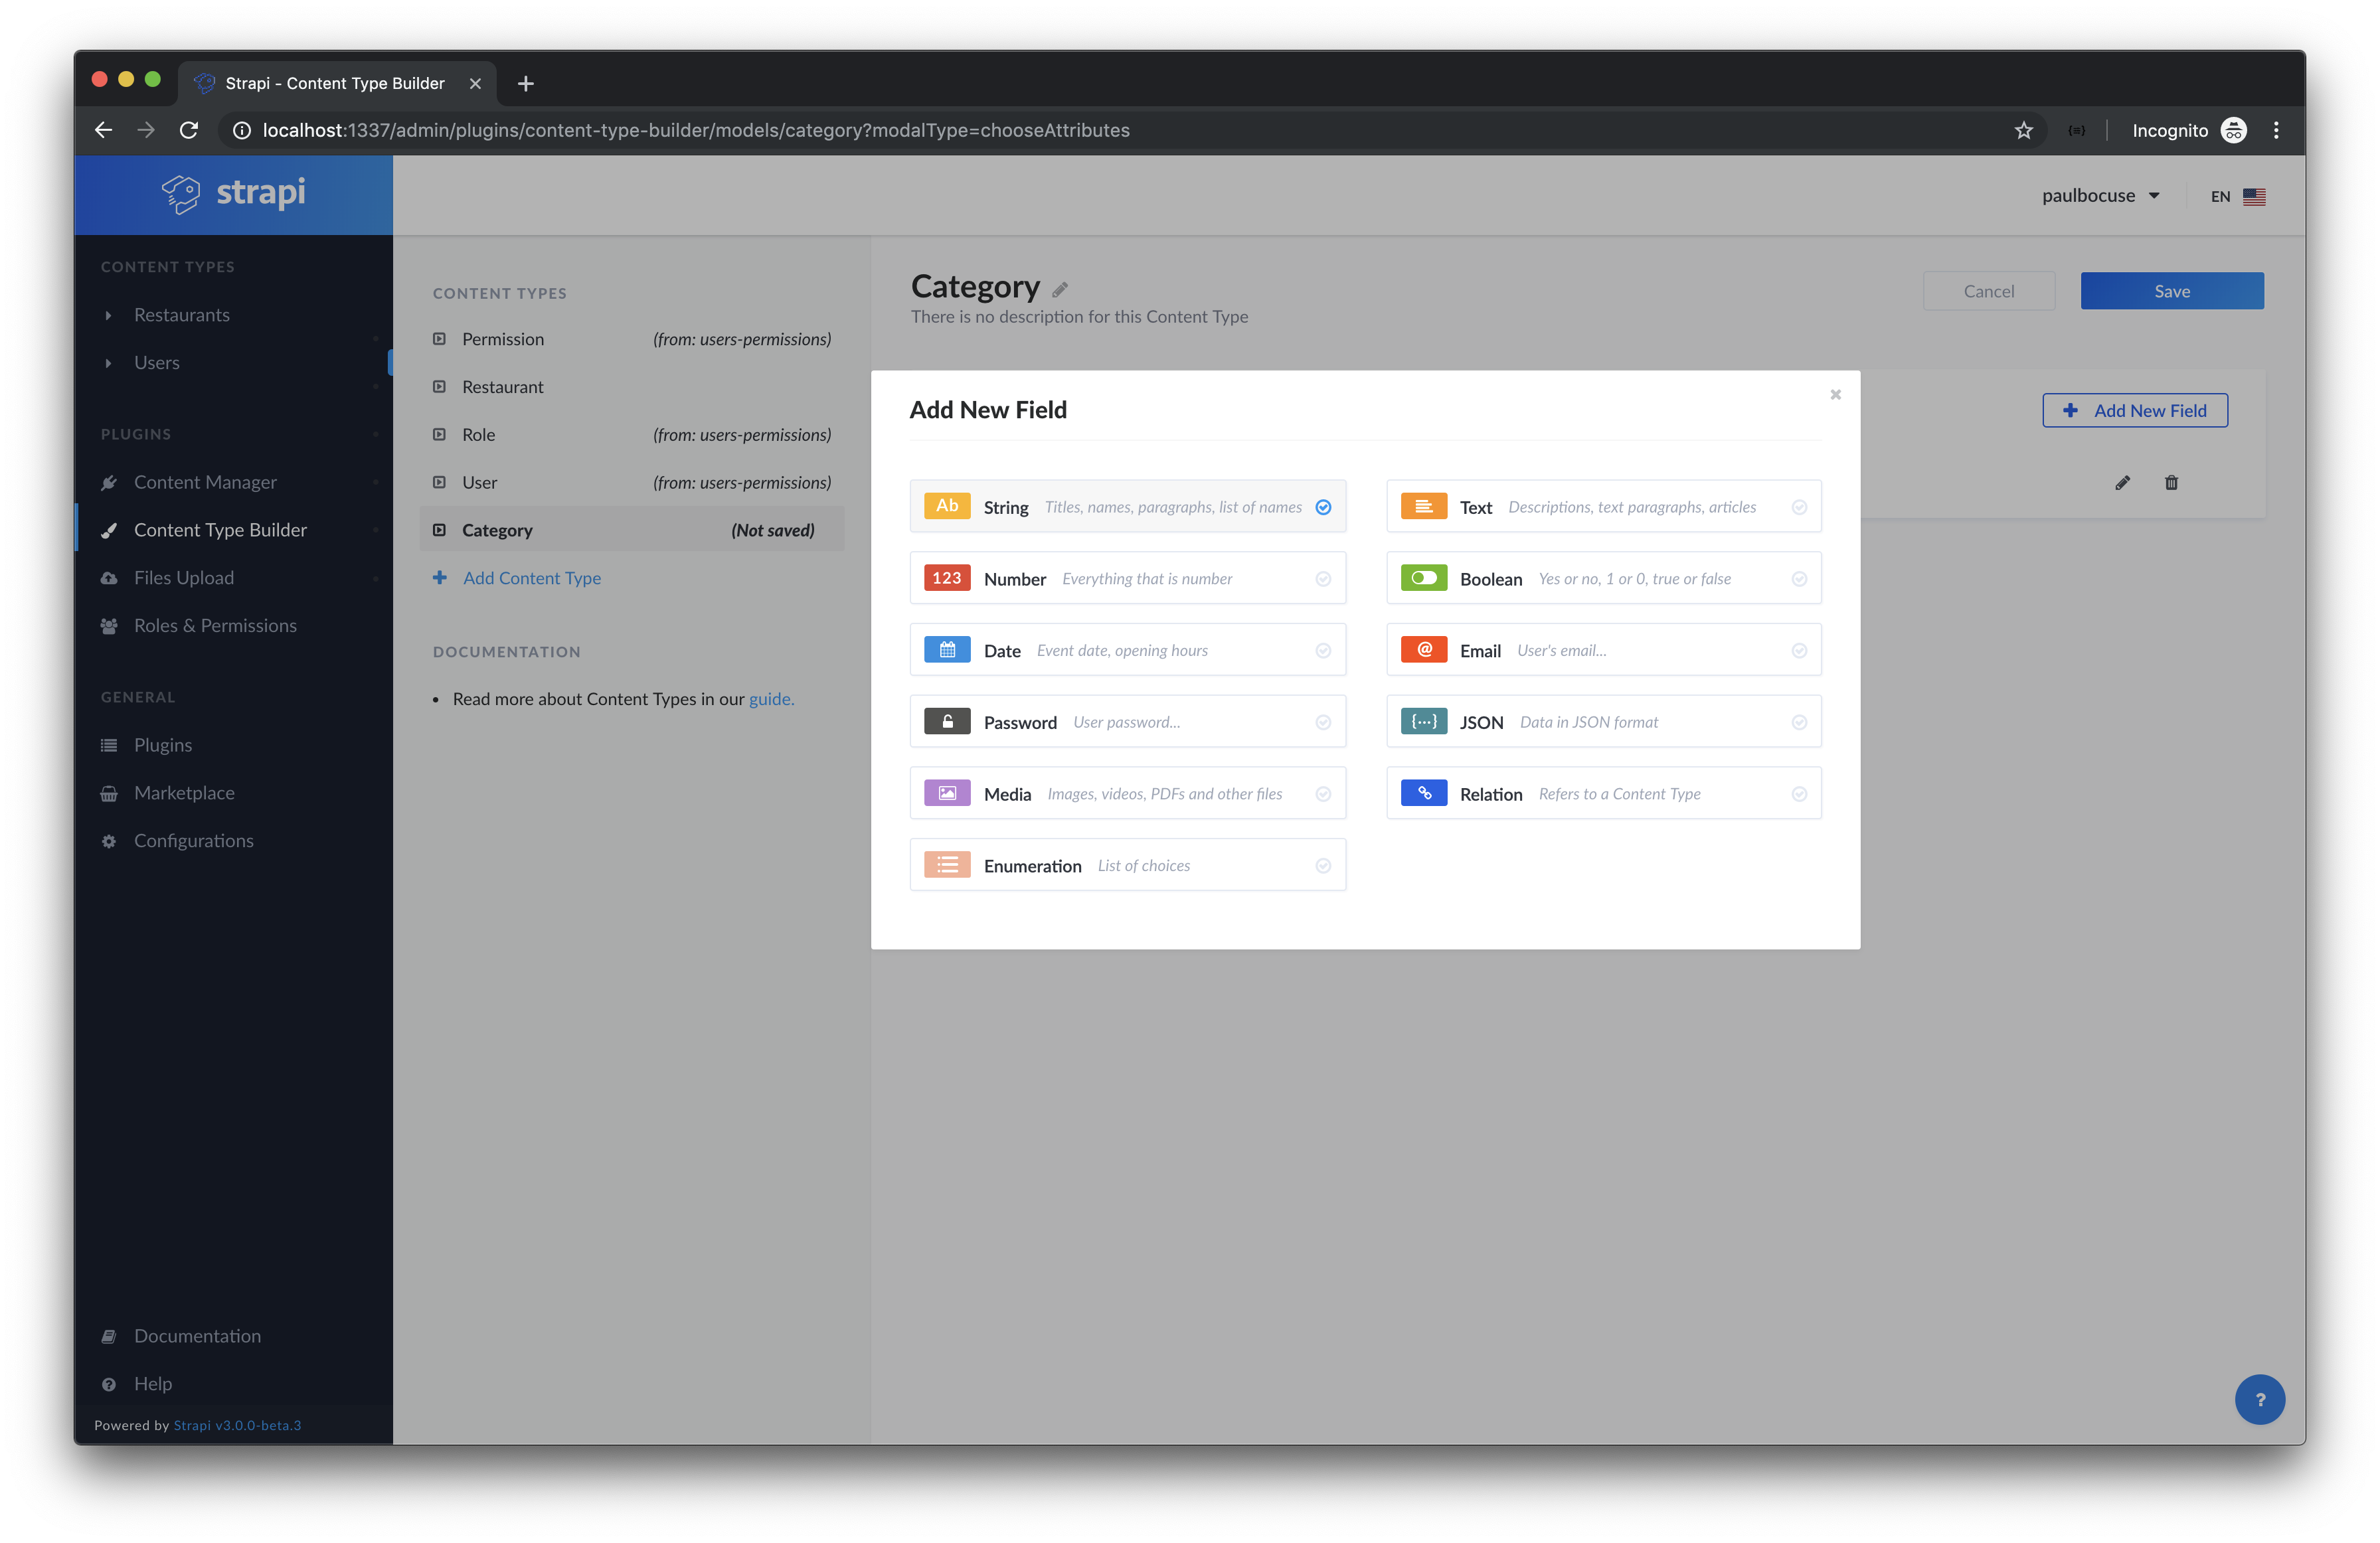 Strapi - Content Type Builder
localhost:1337/admin/plugins/content-type-builder/models/category?modalType=chooseAttributes
Incognito
strapi
paulbocuse
EN
CONTENT TYPES
Restaurants
Users
PLUGINS
Content Manager
Content Type Builder
Files Upload
Roles & Permissions
GENERAL
Plugins
Marketplace
Configurations
Documentation
Help
Powered by Strapi v3.0.0-beta.3
CONTENT TYPES
Permission (from: users-permissions)
Restaurant
Role (from: users-permissions)
User (from: users-permissions)
Category (Not saved)
+ Add Content Type
DOCUMENTATION
• Read more about Content Types in our guide.
Category
There is no description for this Content Type
Cancel
Save
+ Add New Field
Add New Field
Ab String Titles, names, paragraphs, list of names
Text Descriptions, text paragraphs, articles
123 Number Everything that is number
Boolean Yes or no, 1 or 0, true or false
Date Event date, opening hours
@ Email User's email...
Password User password...
{···} JSON Data in JSON format
Media Images, videos, PDFs and other files
Relation Refers to a Content Type
Enumeration List of choices
?